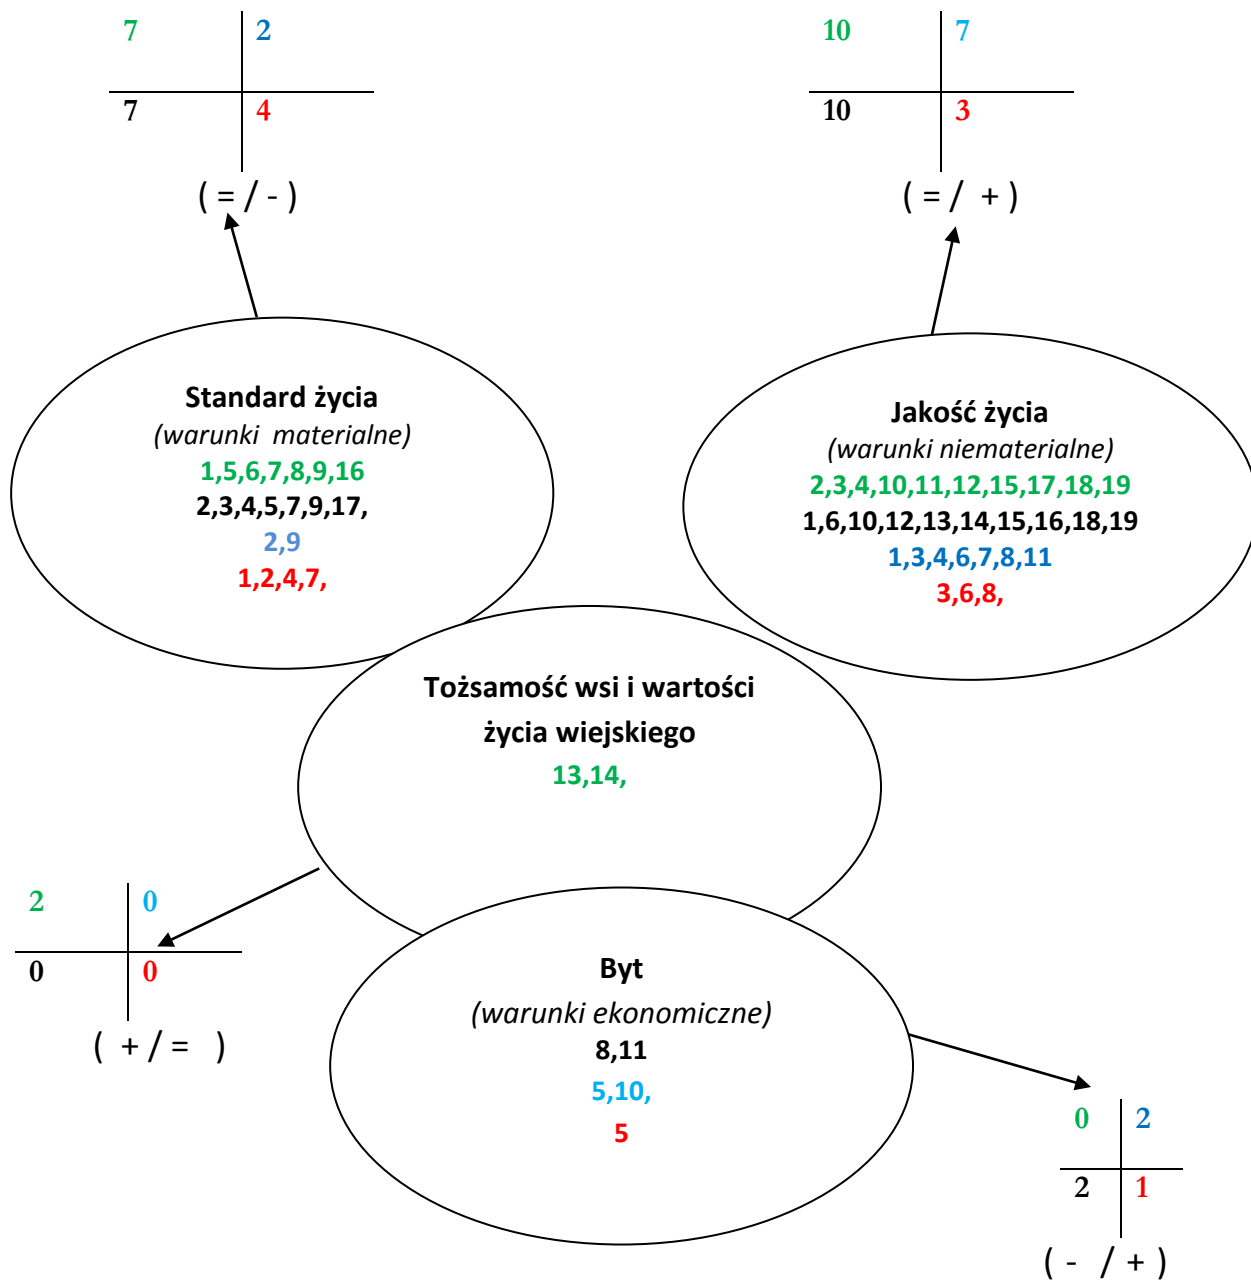 7 2
7 4
( = / - )
10 7
10 3
( = / + )
Standard życia
(warunki materialne)
1,5,6,7,8,9,16
2,3,4,5,7,9,17,
2,9
1,2,4,7,
Jakość życia
(warunki niematerialne)
2,3,4,10,11,12,15,17,18,19
1,6,10,12,13,14,15,16,18,19
1,3,4,6,7,8,11
3,6,8,
Tożsamość wsi i wartości
życia wiejskiego
13,14,
2 0
0 0
( + / = )
Byt
(warunki ekonomiczne)
8,11
5,10,
5
0 2
2 1
( - / + )